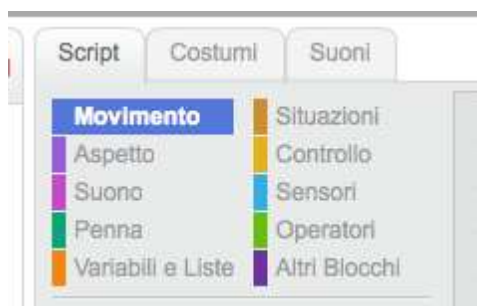 Script Costumi Suoni
Movimento Situazioni
Aspetto Controllo
Suono Sensori
Penna Operatori
Variabili e Liste Altri Blocchi